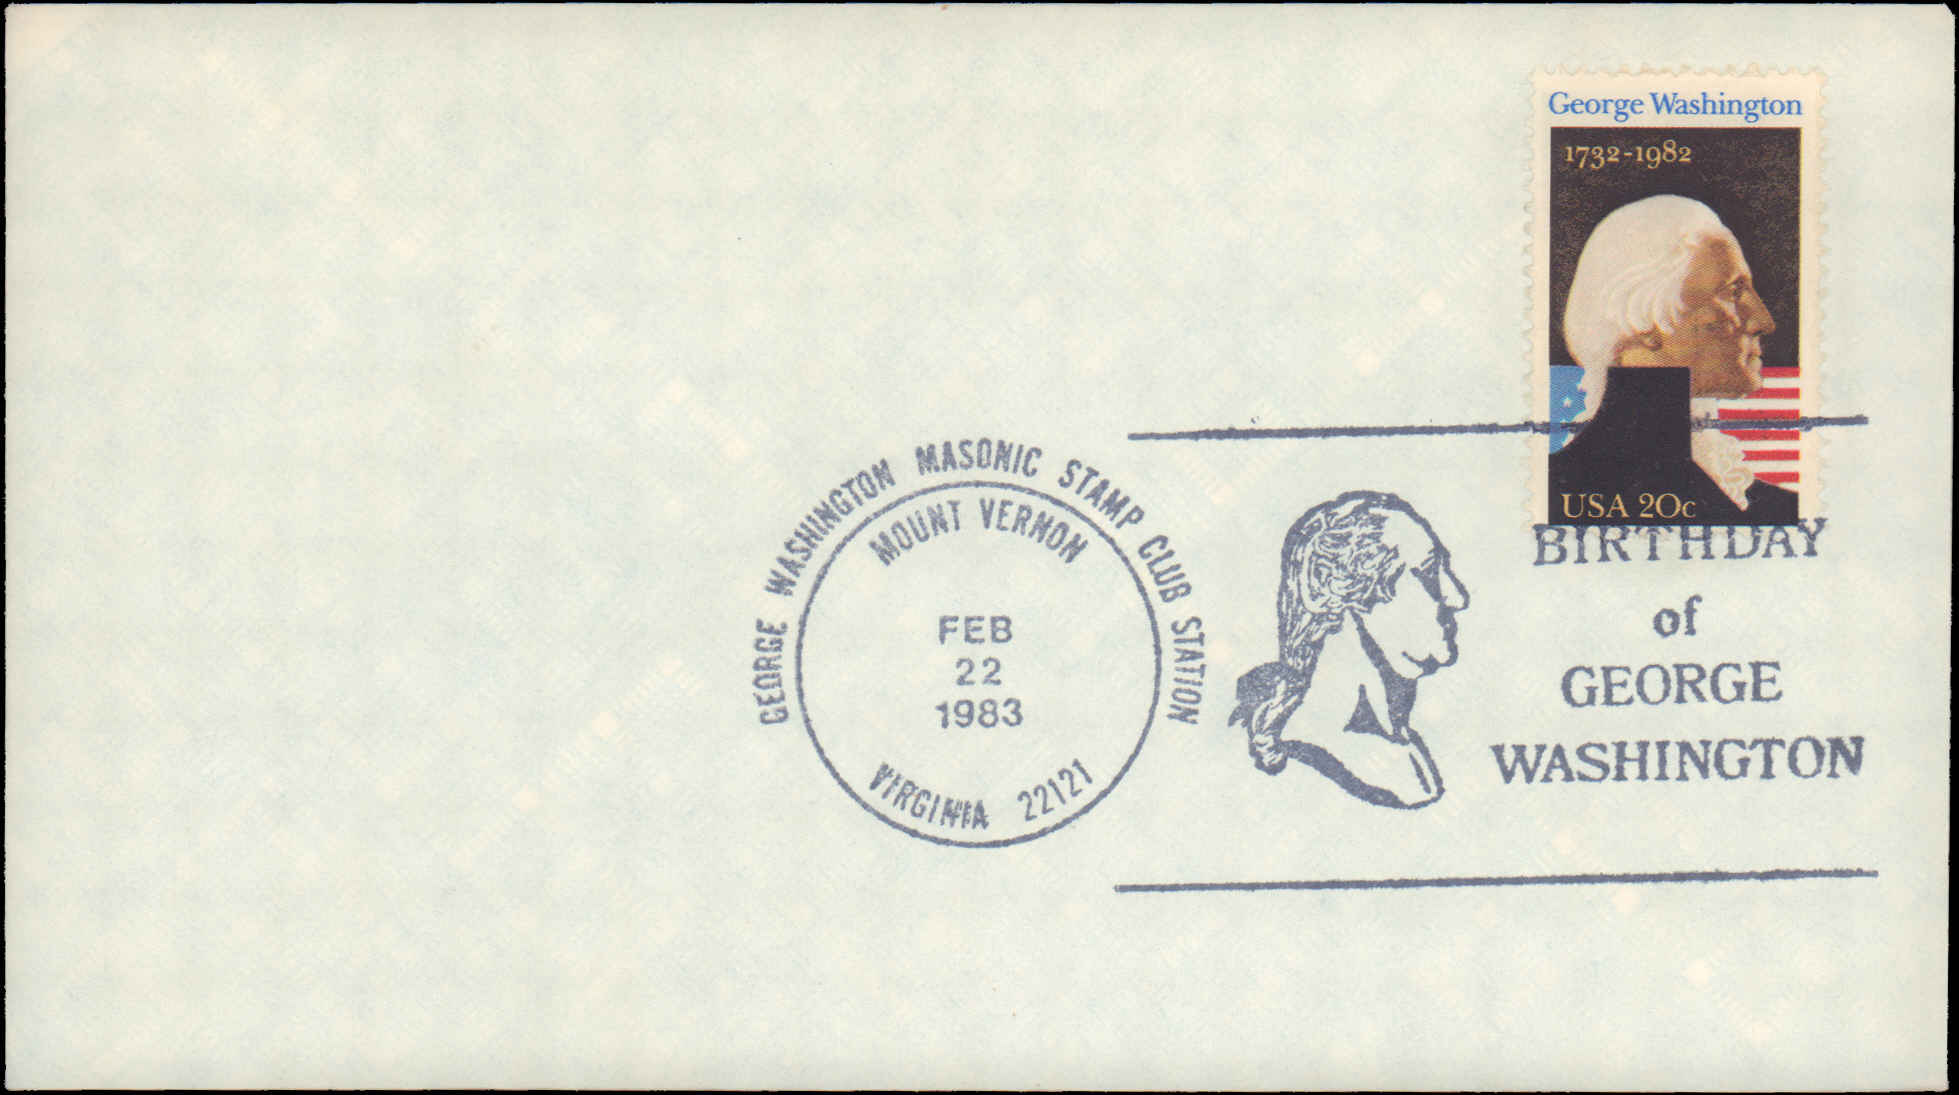 George Washington
1732-1982
USA 20c
GEORGE WASHINGTON MASONIC STAMP CLUB STATION
MOUNT VERNON
FEB
22
1983
VIRGINIA 22121
BIRTHDAY
of
GEORGE
WASHINGTON